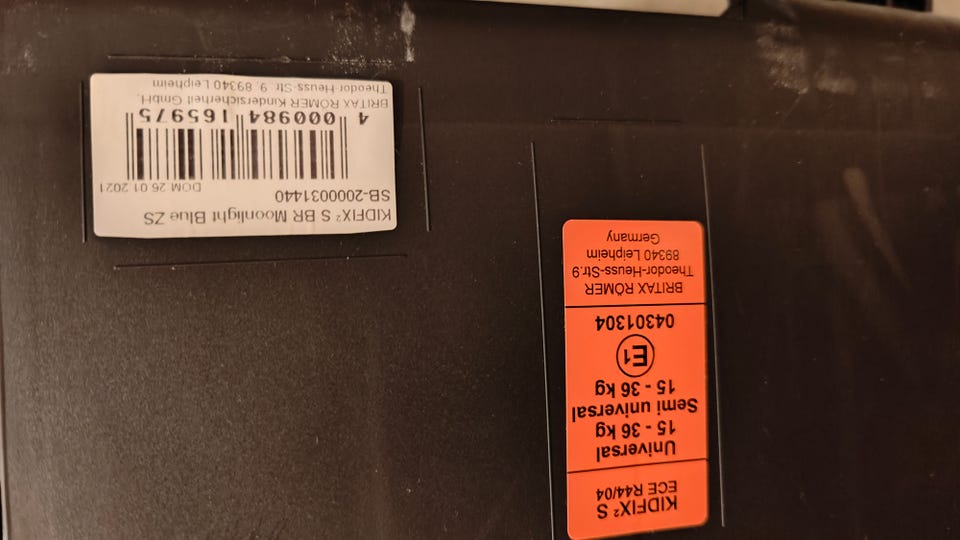 KIDFIX² S BR Moonlight Blue ZS
SB-2000031440
DOM 26 01 2021
4 000984 165975
BRITAX RÖMER Kindersicherheit GmbH,
Theodor-Heuss-Str. 9, 89340 Leipheim
KIDFIX² S
ECE R44/04
Universal
15 - 36 kg
Semi universal
15 - 36 kg
E1
04301304
BRITAX RÖMER
Theodor-Heuss-Str.9
89340 Leipheim
Germany